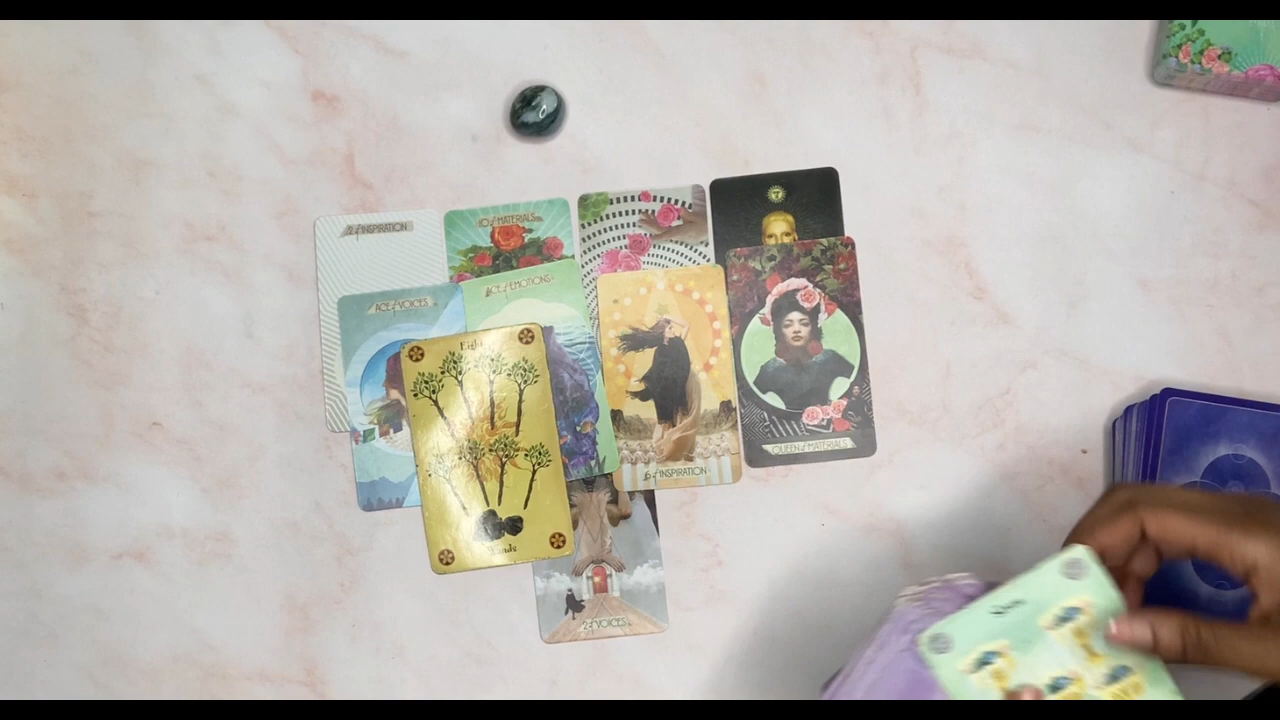 2 of INSPIRATION
10 of MATERIALS
ACE of VOICES
ACE of EMOTIONS
Eight
Wands
6 of INSPIRATION
QUEEN of MATERIALS
2 of VOICES